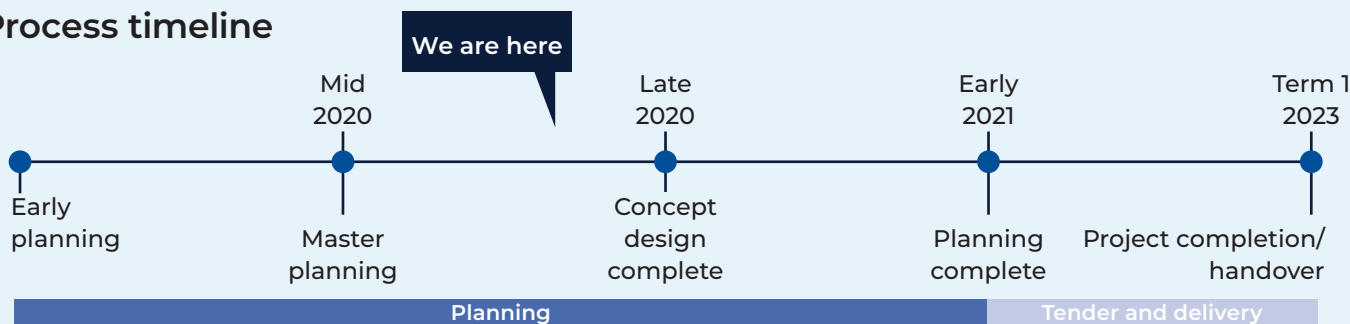 Process timeline
We are here
Mid
2020
Late
2020
Early
2021
Term 1
2023
Early
planning
Master
planning
Concept
design
complete
Planning
complete
Project completion/
handover
Planning
Tender and delivery